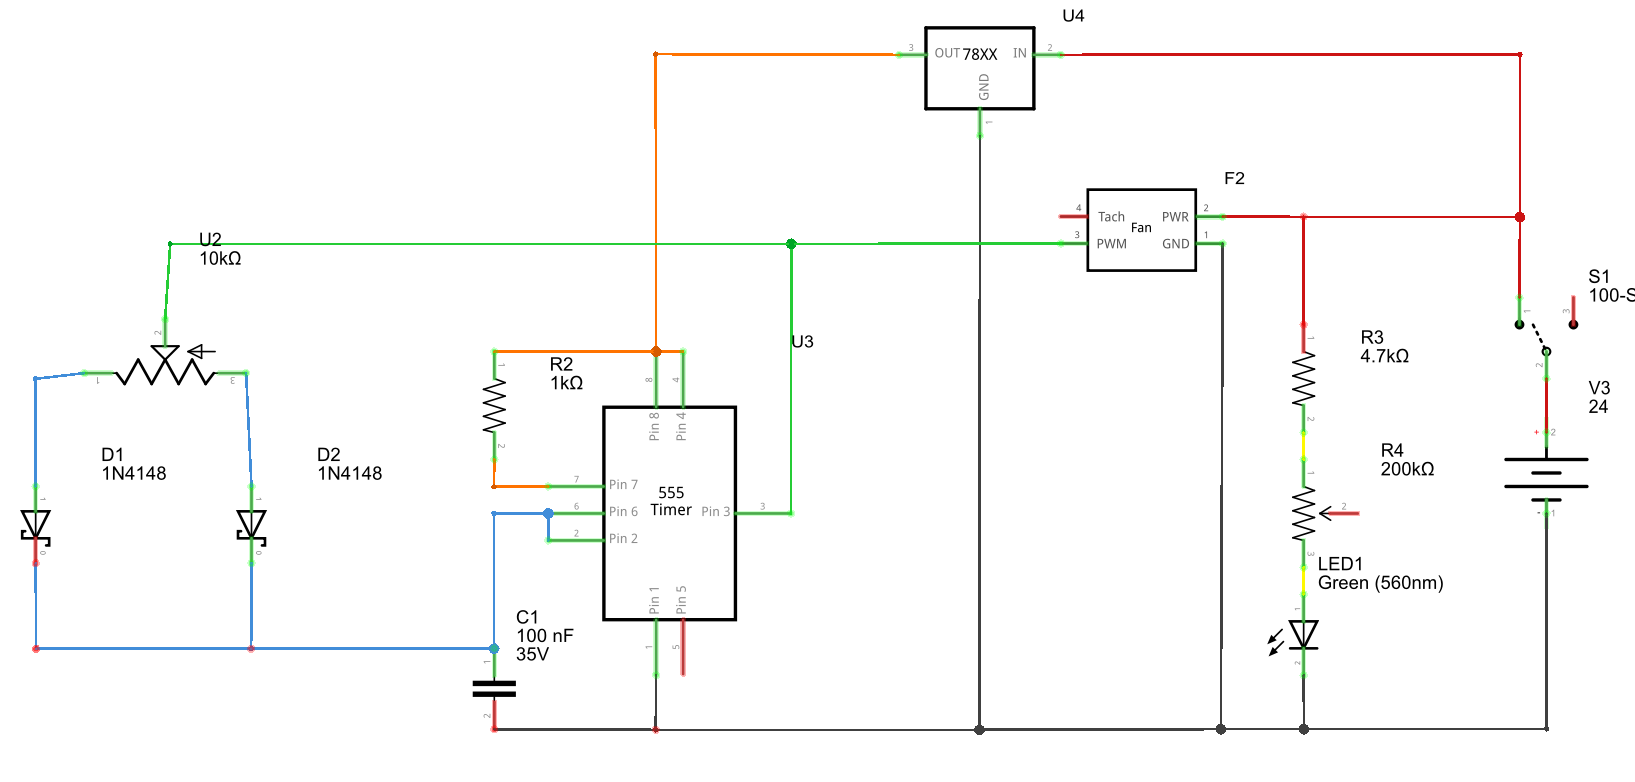 U4
3
OUT
78XX
IN
2
GND
1
F2
4
Tach
PWR
2
Fan
3
PWM
GND
1
U2
10kΩ
2
1
3
S1
100-S
1
3
2
U3
R2
1kΩ
1
2
8
4
Pin 8
Pin 4
R3
4.7kΩ
1
2
V3
24
+
2
-
1
D1
1N4148
1
0
D2
1N4148
1
0
7
Pin 7
555
Timer
6
Pin 6
Pin 3
3
2
Pin 2
Pin 1
Pin 5
1
5
R4
200kΩ
1
2
3
LED1
Green (560nm)
1
2
C1
100 nF
35V
1
2